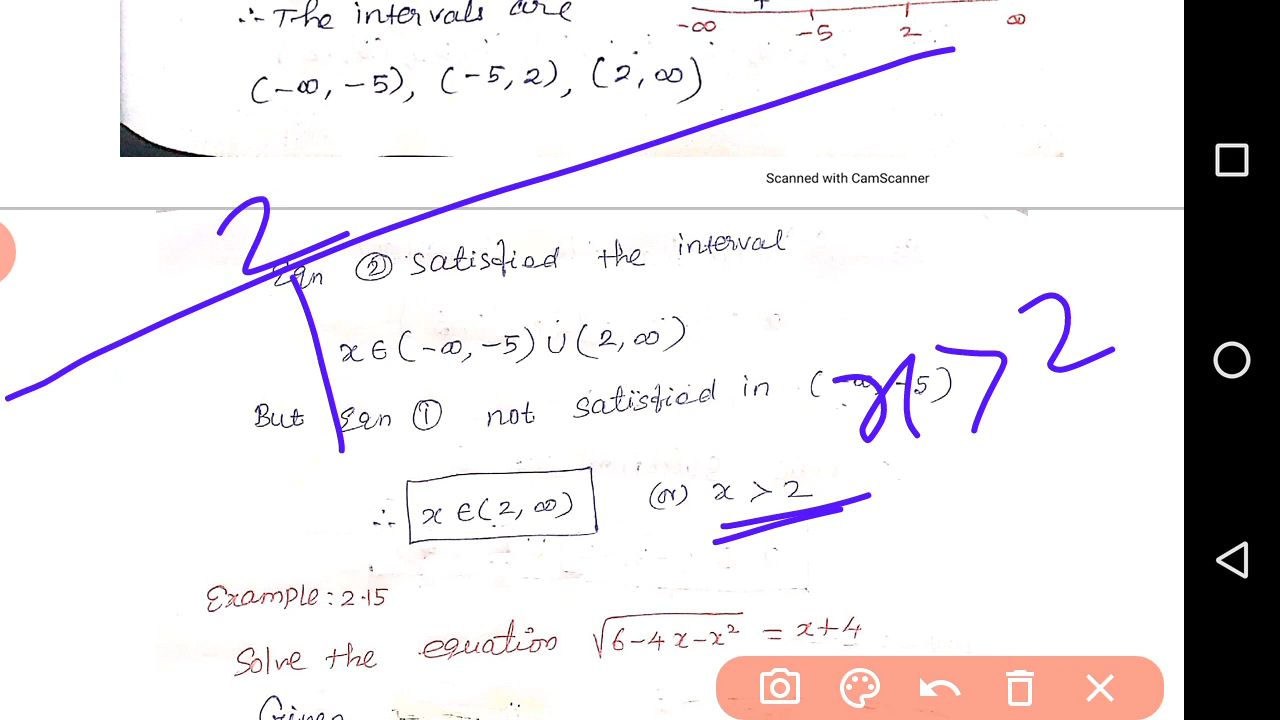 ∴ The intervals are
-∞ -5 2 ∞
(-∞, -5), (-5, 2), (2, ∞)
Scanned with CamScanner
2
Eqn ② satisfied the interval
x ∈ (-∞, -5) ∪ (2, ∞)
x > 2
But Eqn ① not satisfied in (-∞, -5)
∴ x ∈ (2, ∞) (or) x > 2
Example: 2.15
Solve the equation √6-4x-x² = x+4
Given